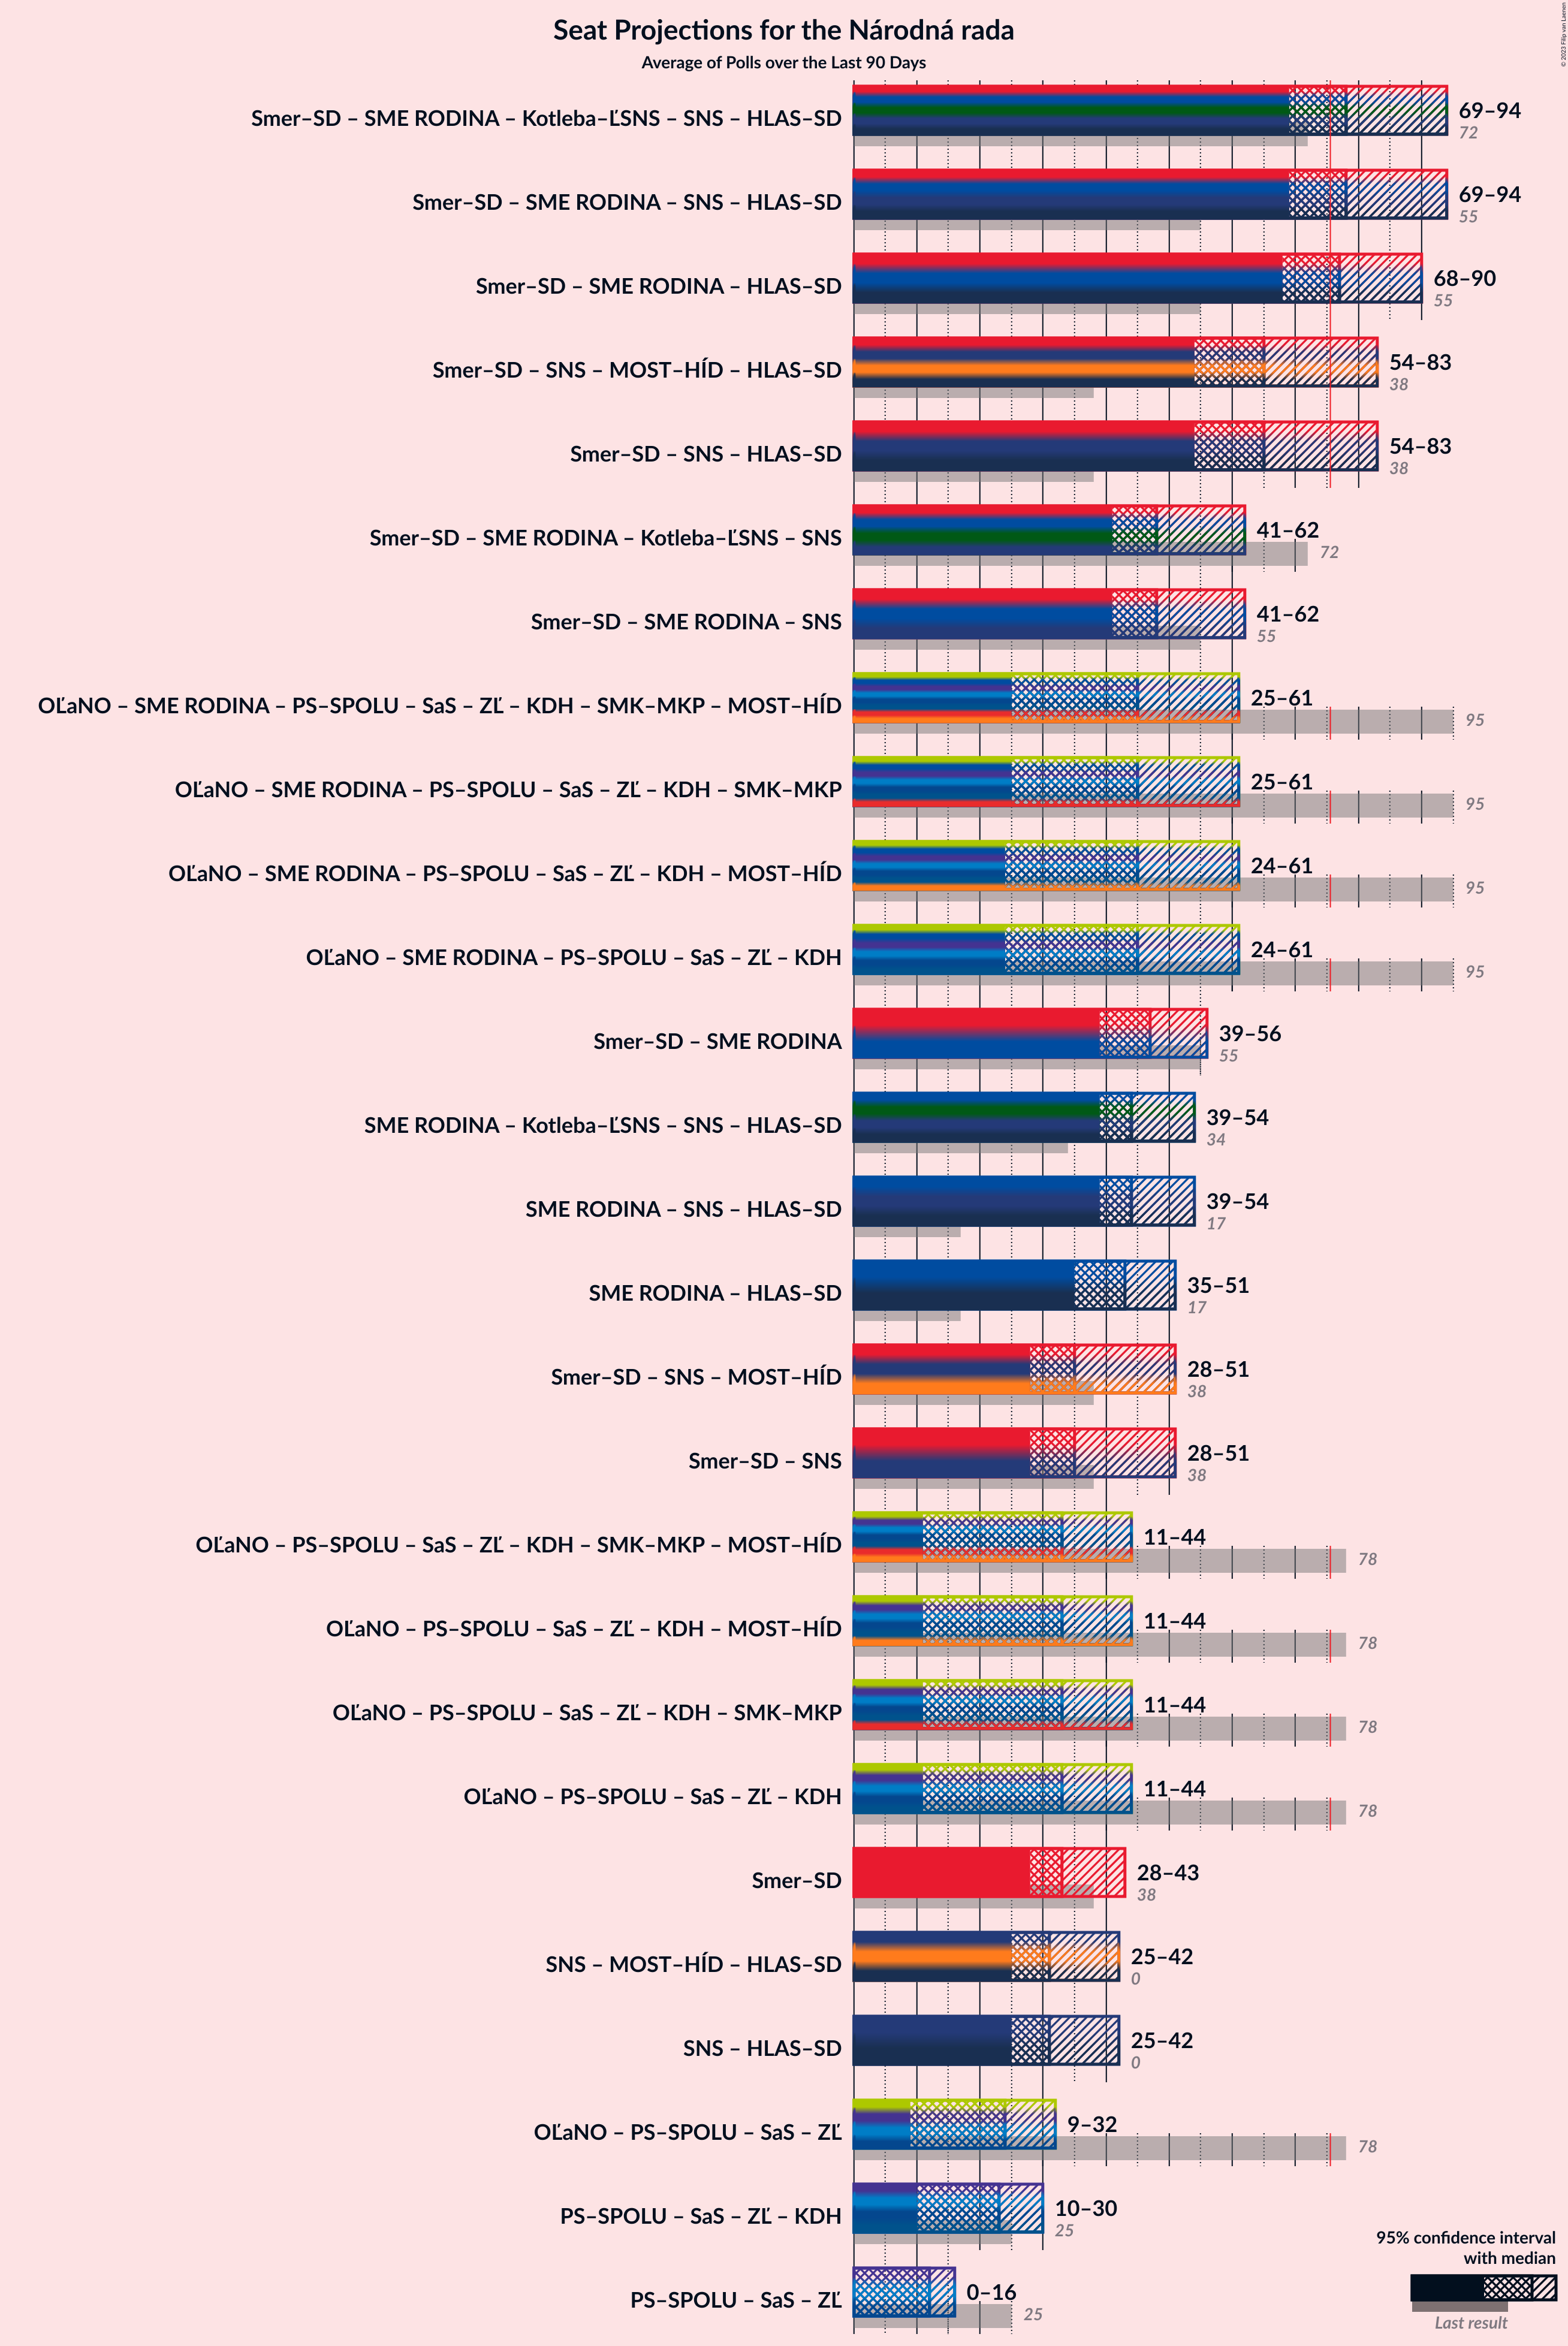 Seat Projections for the Národná rada
Average of Polls over the Last 90 Days
© 2023 Filip van Laenen
Smer–SD – SME RODINA – Kotleba–ĽSNS – SNS – HLAS–SD
69–94
72
Smer–SD – SME RODINA – SNS – HLAS–SD
69–94
55
Smer–SD – SME RODINA – HLAS–SD
68–90
55
Smer–SD – SNS – MOST–HÍD – HLAS–SD
54–83
38
Smer–SD – SNS – HLAS–SD
54–83
38
Smer–SD – SME RODINA – Kotleba–ĽSNS – SNS
41–62
72
Smer–SD – SME RODINA – SNS
41–62
55
OĽaNO – SME RODINA – PS–SPOLU – SaS – ZĽ – KDH – SMK–MKP – MOST–HÍD
25–61
95
OĽaNO – SME RODINA – PS–SPOLU – SaS – ZĽ – KDH – SMK–MKP
25–61
95
OĽaNO – SME RODINA – PS–SPOLU – SaS – ZĽ – KDH – MOST–HÍD
24–61
95
OĽaNO – SME RODINA – PS–SPOLU – SaS – ZĽ – KDH
24–61
95
Smer–SD – SME RODINA
39–56
55
SME RODINA – Kotleba–ĽSNS – SNS – HLAS–SD
39–54
34
SME RODINA – SNS – HLAS–SD
39–54
17
SME RODINA – HLAS–SD
35–51
17
Smer–SD – SNS – MOST–HÍD
28–51
38
Smer–SD – SNS
28–51
38
OĽaNO – PS–SPOLU – SaS – ZĽ – KDH – SMK–MKP – MOST–HÍD
11–44
78
OĽaNO – PS–SPOLU – SaS – ZĽ – KDH – MOST–HÍD
11–44
78
OĽaNO – PS–SPOLU – SaS – ZĽ – KDH – SMK–MKP
11–44
78
OĽaNO – PS–SPOLU – SaS – ZĽ – KDH
11–44
78
Smer–SD
28–43
38
SNS – MOST–HÍD – HLAS–SD
25–42
0
SNS – HLAS–SD
25–42
0
OĽaNO – PS–SPOLU – SaS – ZĽ
9–32
78
PS–SPOLU – SaS – ZĽ – KDH
10–30
25
PS–SPOLU – SaS – ZĽ
0–16
25
95% confidence interval
with median
Last result